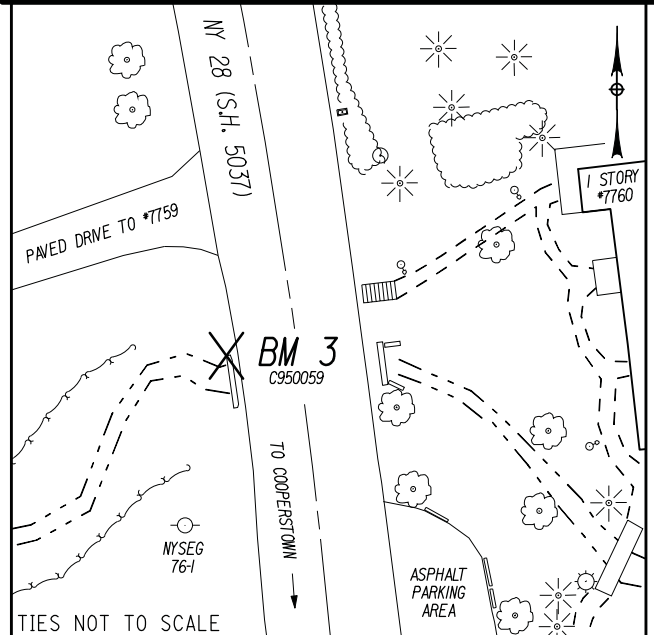 NY 28 (S.H. 5037)
1 STORY
#7760
PAVED DRIVE TO #7759
BM 3
C950059
TO COOPERSTOWN
NYSEG
76-1
ASPHALT
PARKING
AREA
TIES NOT TO SCALE